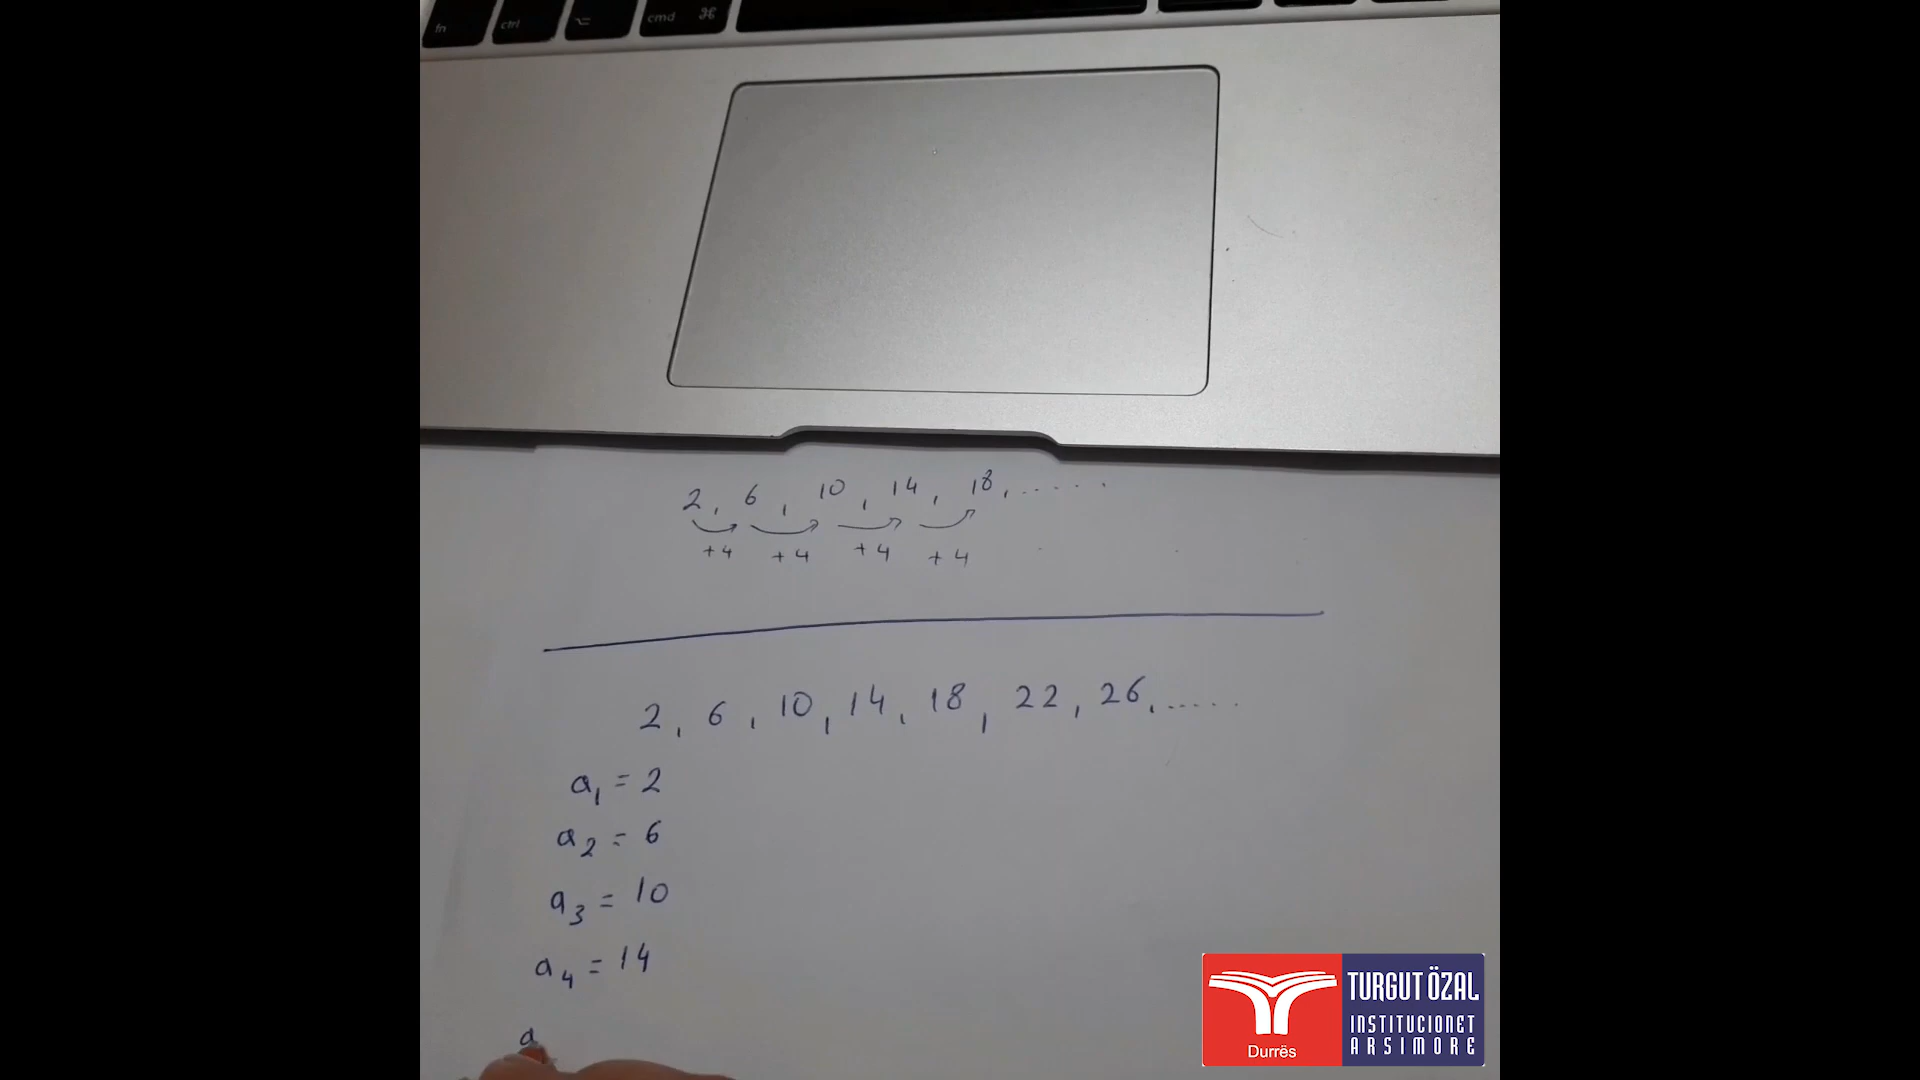 fn ctrl ⌥ cmd ⌘
2, 6, 10, 14, 18, ......
+4 +4 +4 +4
2, 6, 10, 14, 18, 22, 26, ......
a₁ = 2
a₂ = 6
a₃ = 10
a₄ = 14
a
TURGUT ÖZAL
INSTITUCIONET
ARSIMORE
Durrës